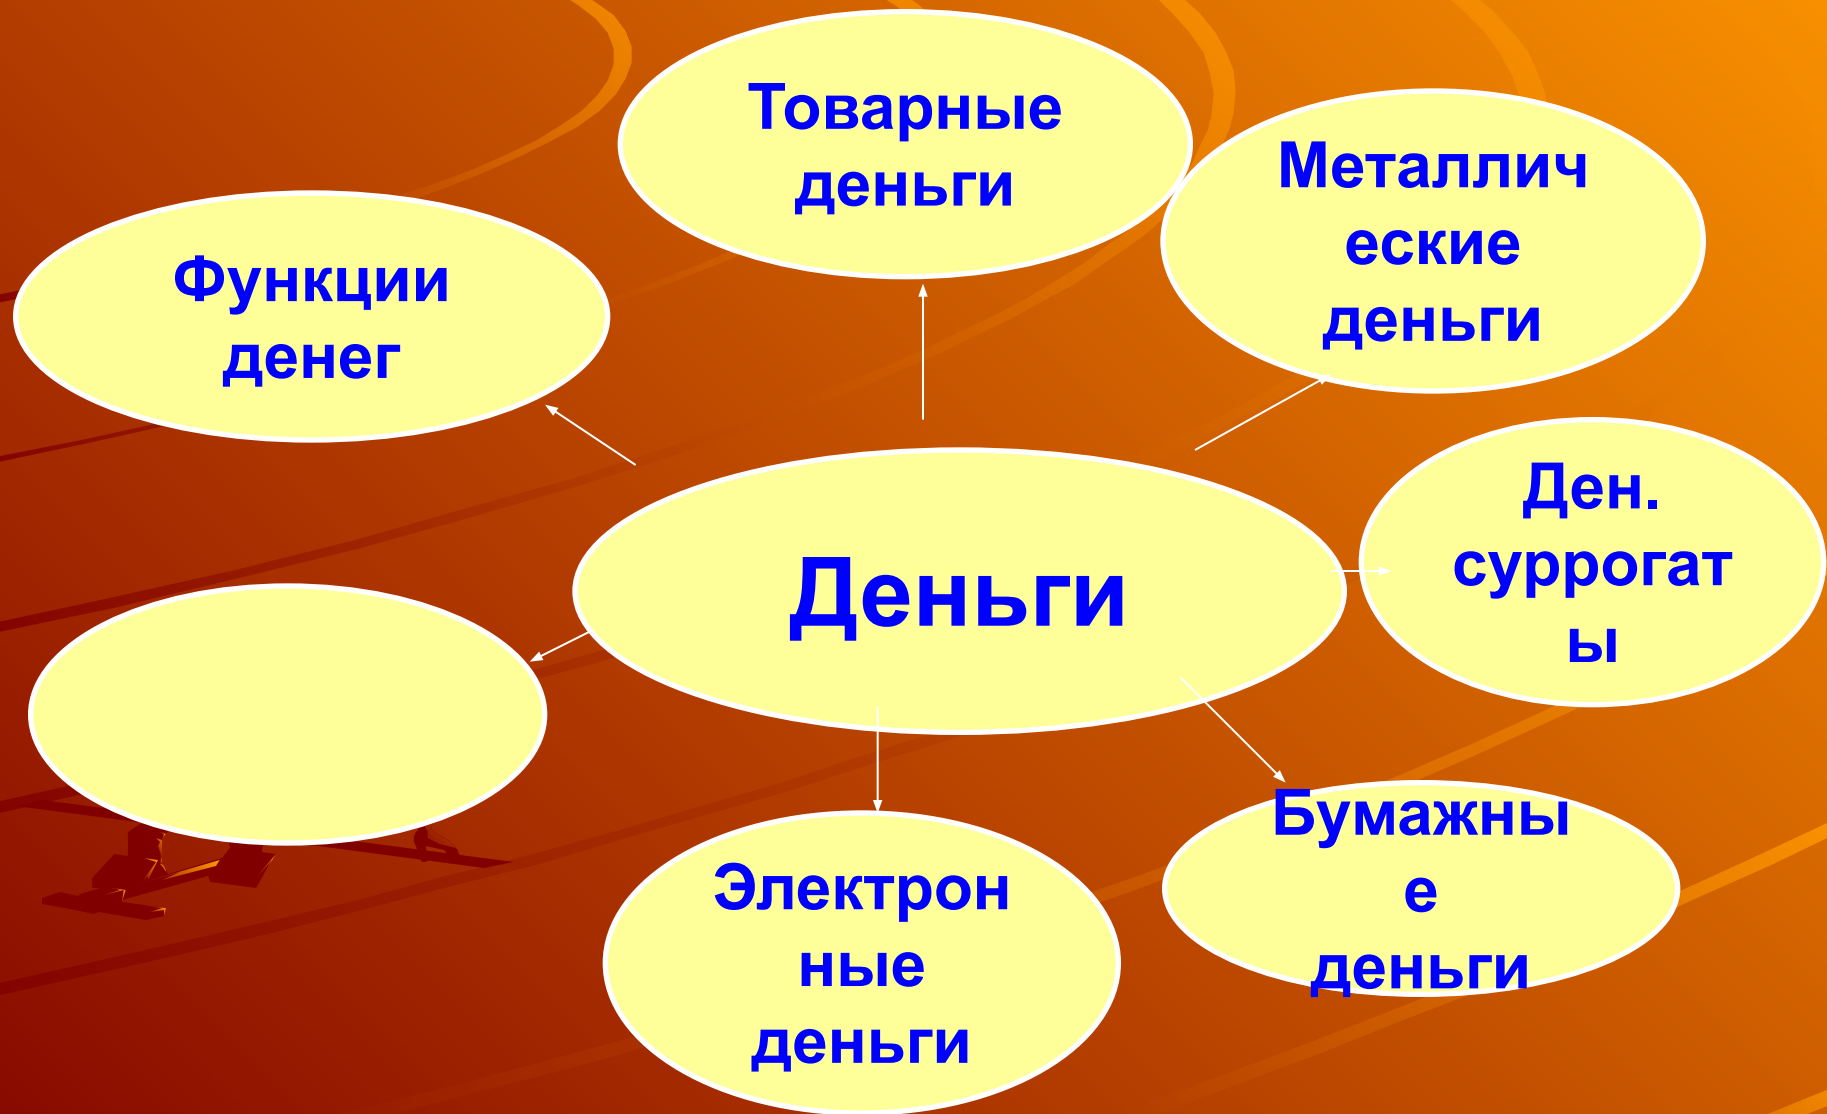 Товарные
деньги
Металлич
еские
деньги
Функции
денег
Ден.
суррогат
ы
Деньги
Бумажны
е
деньги
Электрон
ные
деньги